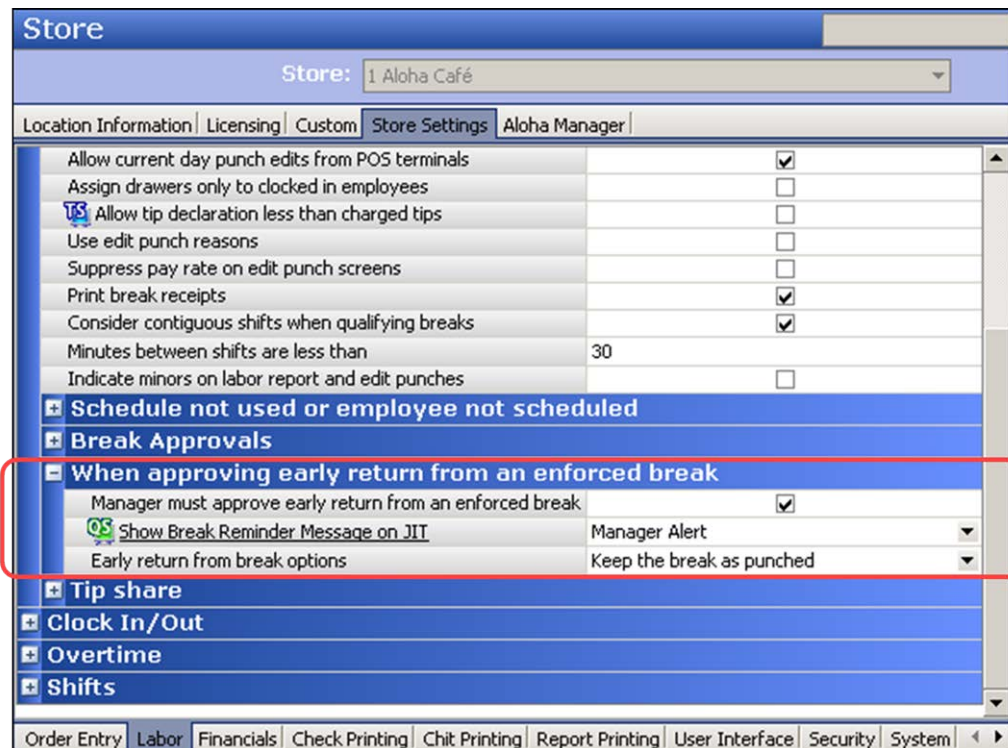 Store
Store: 1 Aloha Café
Location Information Licensing Custom Store Settings Aloha Manager
Allow current day punch edits from POS terminals
Assign drawers only to clocked in employees
TS Allow tip declaration less than charged tips
Use edit punch reasons
Suppress pay rate on edit punch screens
Print break receipts
Consider contiguous shifts when qualifying breaks
Minutes between shifts are less than 30
Indicate minors on labor report and edit punches
Schedule not used or employee not scheduled
Break Approvals
When approving early return from an enforced break
Manager must approve early return from an enforced break
QS Show Break Reminder Message on JIT Manager Alert
Early return from break options Keep the break as punched
Tip share
Clock In/Out
Overtime
Shifts
Order Entry Labor Financials Check Printing Chit Printing Report Printing User Interface Security System